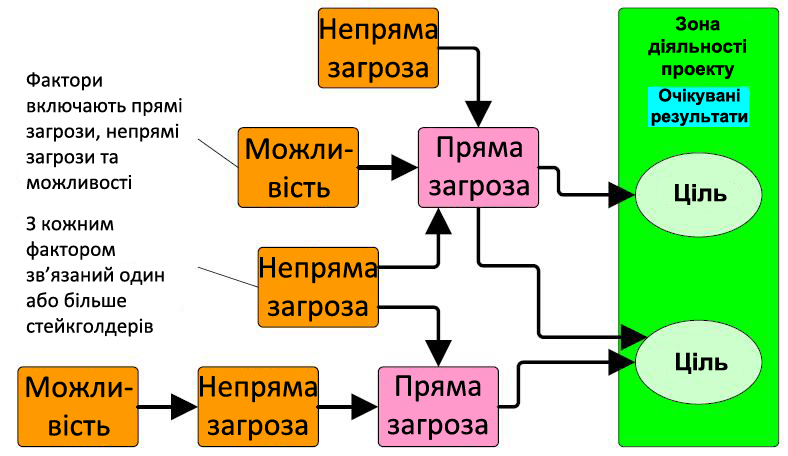 Непряма
загроза
Зона
діяльності
проекту
Очікувані
результати
Фактори
включають прямі
загрози, непрямі
загрози та
можливості
Можли-
вість
Пряма
загроза
Ціль
З кожним
фактором
зв’язаний один
або більше
стейкголдерів
Непряма
загроза
Ціль
Можли-
вість
Непряма
загроза
Пряма
загроза